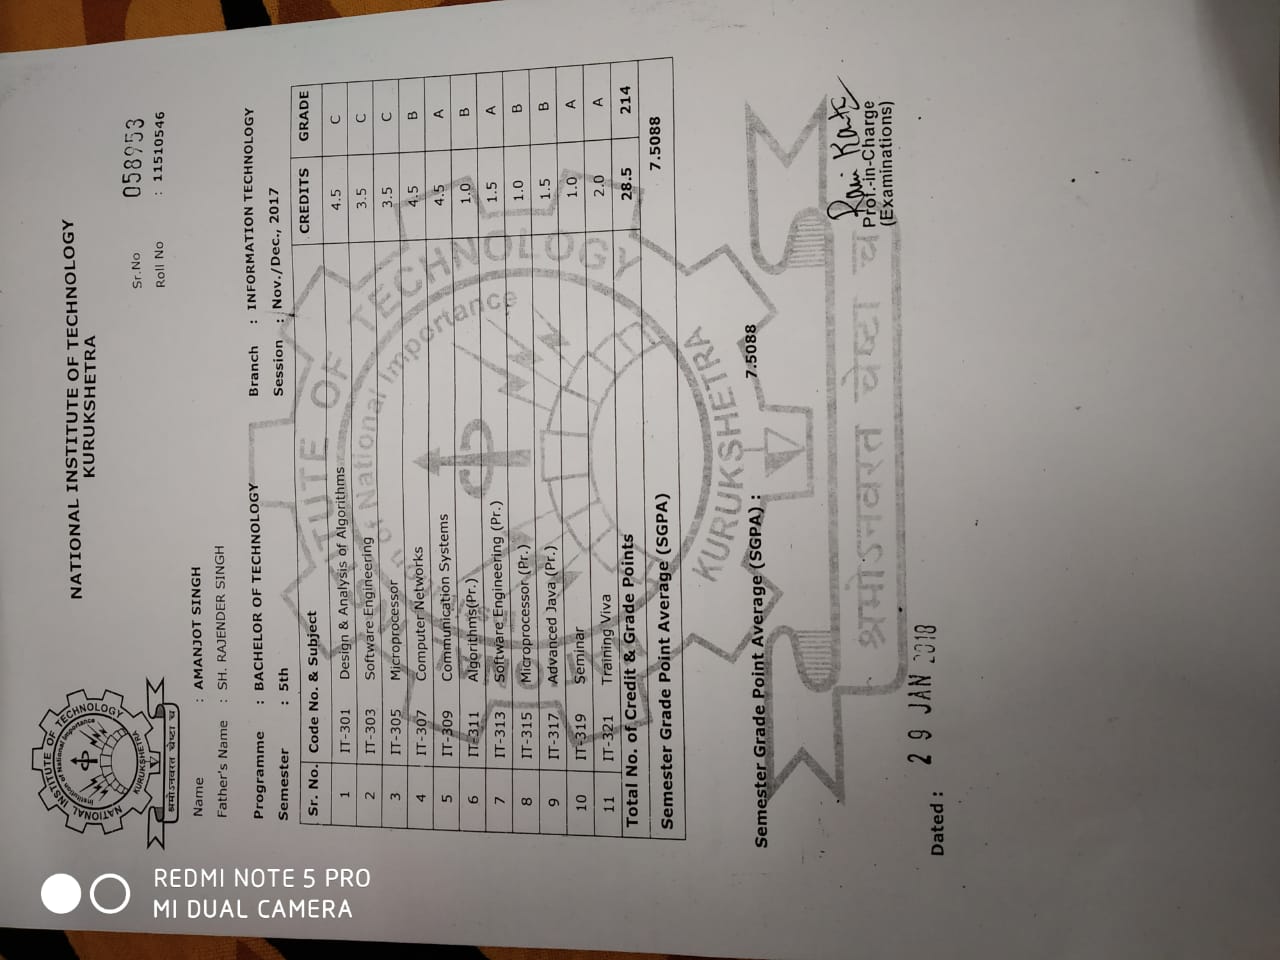 NATIONAL INSTITUTE OF TECHNOLOGY
KURUKSHETRA
NATIONAL INSTITUTE OF TECHNOLOGY
Institution of National Importance
KURUKSHETRA
श्रमोऽनवरत चेष्टा च
Sr.No 058953
Roll No : 11510546
Name : AMANJOT SINGH
Father's Name : SH. RAJENDER SINGH
Programme : BACHELOR OF TECHNOLOGY Branch : INFORMATION TECHNOLOGY
Semester : 5th Session : Nov./Dec., 2017
Sr. No. Code No. & Subject CREDITS GRADE
1 IT-301 Design & Analysis of Algorithms 4.5 C
2 IT-303 Software Engineering 3.5 C
3 IT-305 Microprocessor 3.5 C
4 IT-307 Computer Networks 4.5 B
5 IT-309 Communication Systems 4.5 A
6 IT-311 Algorithms(Pr.) 1.0 B
7 IT-313 Software Engineering (Pr.) 1.5 A
8 IT-315 Microprocessor (Pr.) 1.0 B
9 IT-317 Advanced Java (Pr.) 1.5 B
10 IT-319 Seminar 1.0 A
11 IT-321 Training Viva 2.0 A
Total No. of Credit & Grade Points 28.5 214
Semester Grade Point Average (SGPA) 7.5088
Semester Grade Point Average (SGPA) : 7.5088
KURUKSHETRA
श्रमोऽनवरत चेष्टा च
Ravi Kant
Prof.-in-Charge
(Examinations)
Dated : 29 JAN 2018
REDMI NOTE 5 PRO
MI DUAL CAMERA